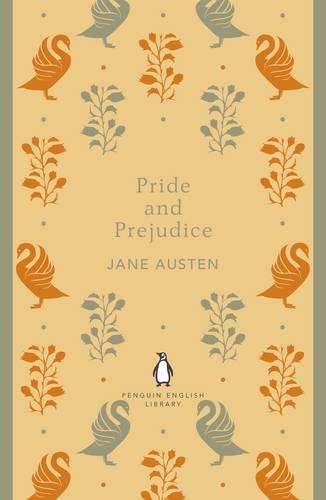 Pride
and
Prejudice
JANE AUSTEN
PENGUIN ENGLISH
LIBRARY